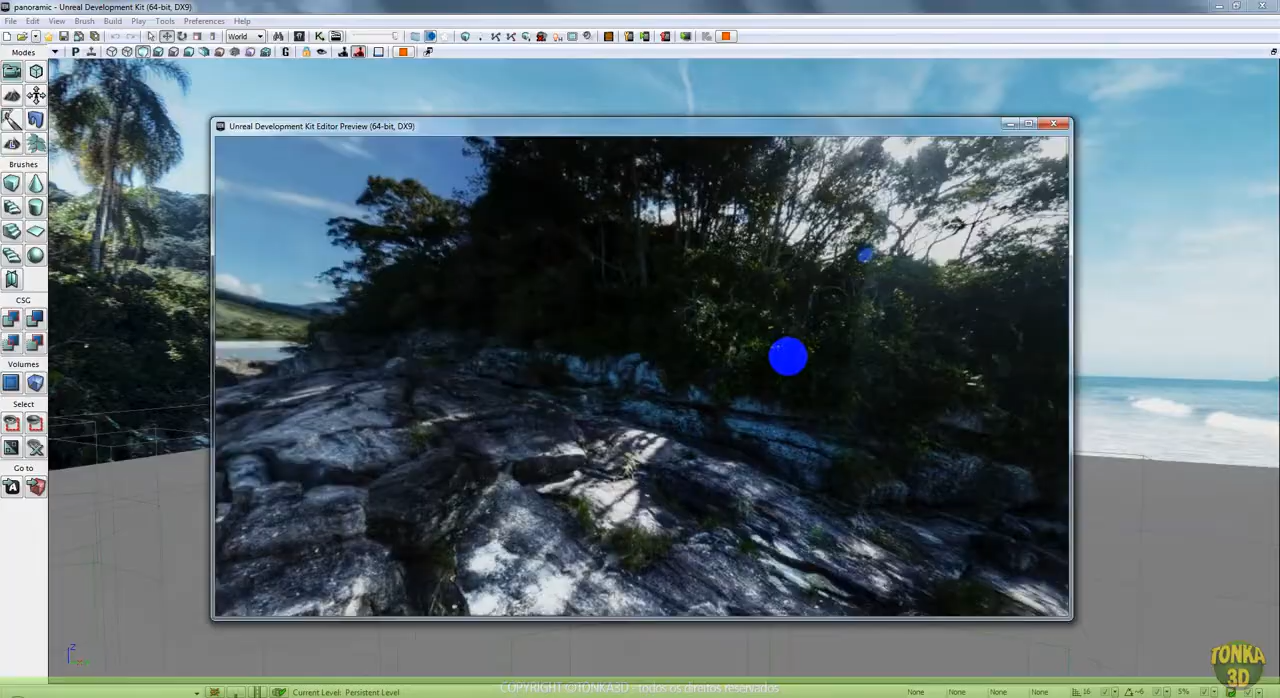 panoramic - Unreal Development Kit (64-bit, DX9)
File Edit View Brush Build Play Tools Preferences Help
World
Modes
Unreal Development Kit Editor Preview (64-bit, DX9)
Brushes
CSG
Volumes
Select
Go to
Z
TONKA
3D
Current Level: Persistent Level
COPYRIGHT ©TONKA3D - todos os direitos reservados
None None None None 16 5%